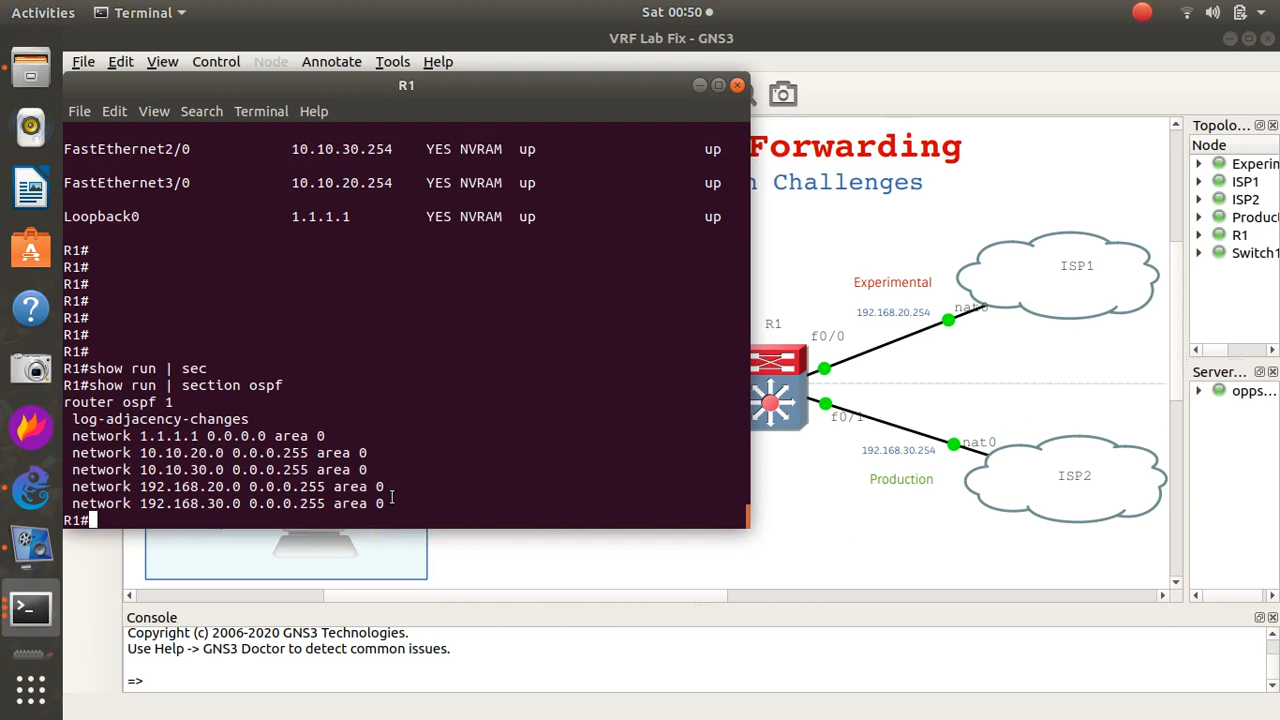 Activities
Terminal
Sat 00:50
VRF Lab Fix - GNS3
File Edit View Control Node Annotate Tools Help
R1
File Edit View Search Terminal Help
FastEthernet2/0 10.10.30.254 YES NVRAM up up
FastEthernet3/0 10.10.20.254 YES NVRAM up up
Loopback0 1.1.1.1 YES NVRAM up up
R1#
R1#
R1#
R1#
R1#
R1#
R1#
R1#show run | sec
R1#show run | section ospf
router ospf 1
log-adjacency-changes
network 1.1.1.1 0.0.0.0 area 0
network 10.10.20.0 0.0.0.255 area 0
network 10.10.30.0 0.0.0.255 area 0
network 192.168.20.0 0.0.0.255 area 0
network 192.168.30.0 0.0.0.255 area 0
R1#
Forwarding
Challenges
ISP1
Experimental
192.168.20.254
nat0
R1
f0/0
f0/1
nat0
192.168.30.254
ISP2
Production
Topolo...
Node
Experin
ISP1
ISP2
Produc
R1
Switch1
Server...
opps...
Console
Copyright (c) 2006-2020 GNS3 Technologies.
Use Help -> GNS3 Doctor to detect common issues.
=>